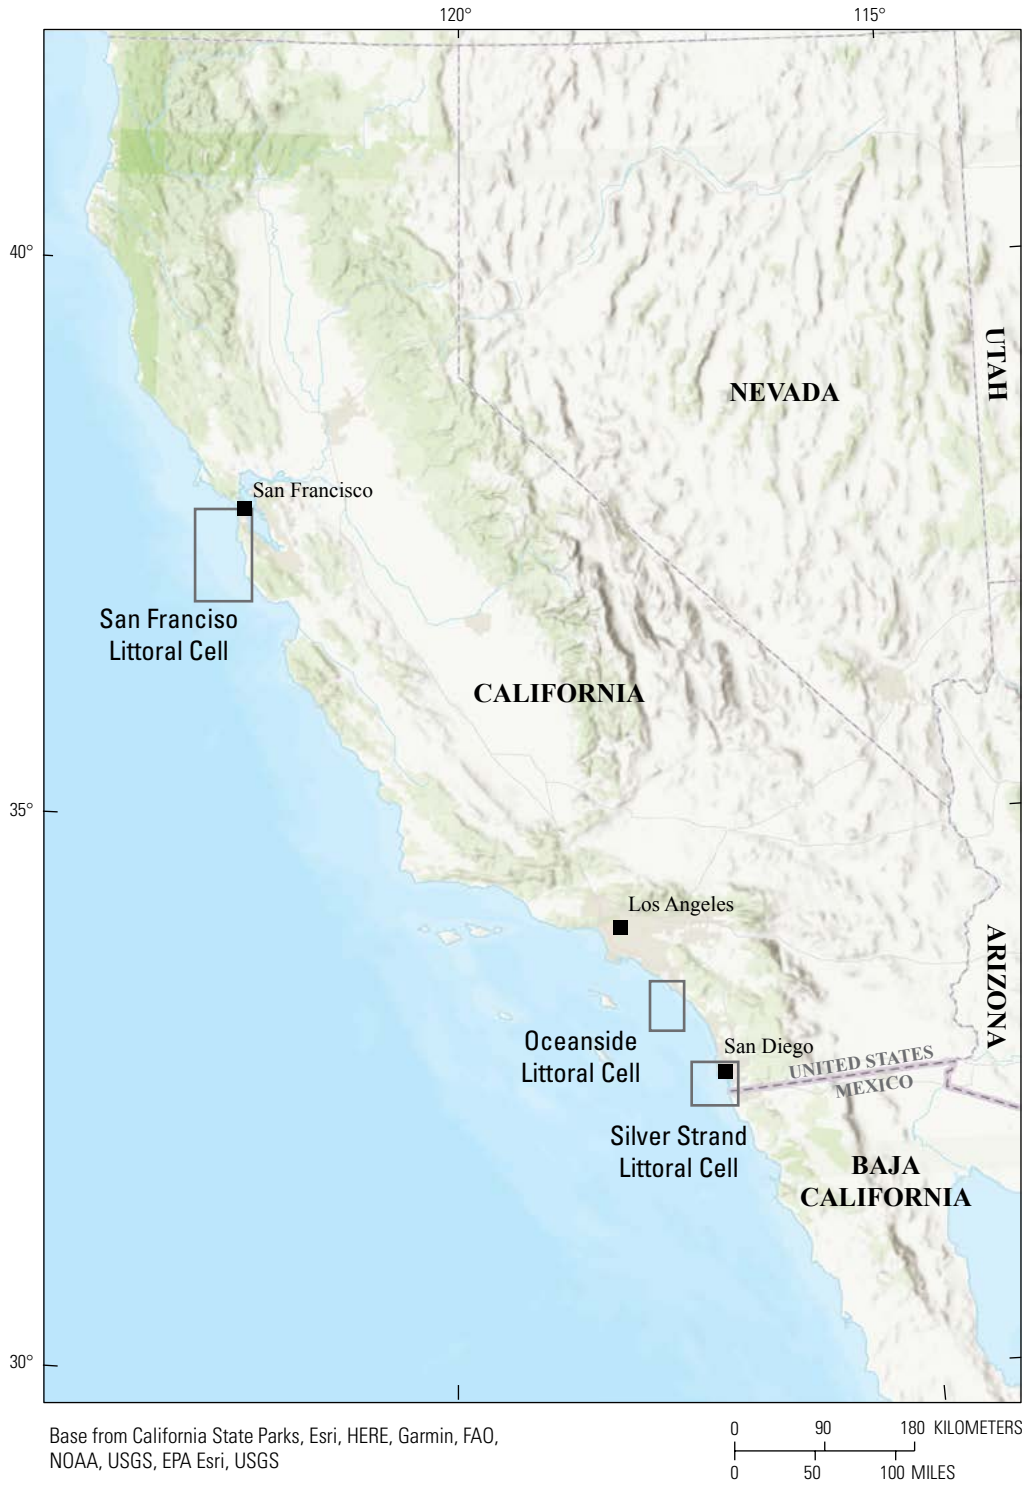 120°
115°
40°
UTAH
NEVADA
San Francisco
San Franciso
Littoral Cell
CALIFORNIA
35°
Los Angeles
ARIZONA
Oceanside
Littoral Cell
San Diego
UNITED STATES
MEXICO
Silver Strand
Littoral Cell
BAJA
CALIFORNIA
30°
Base from California State Parks, Esri, HERE, Garmin, FAO,
NOAA, USGS, EPA Esri, USGS
0 90 180 KILOMETERS
0 50 100 MILES